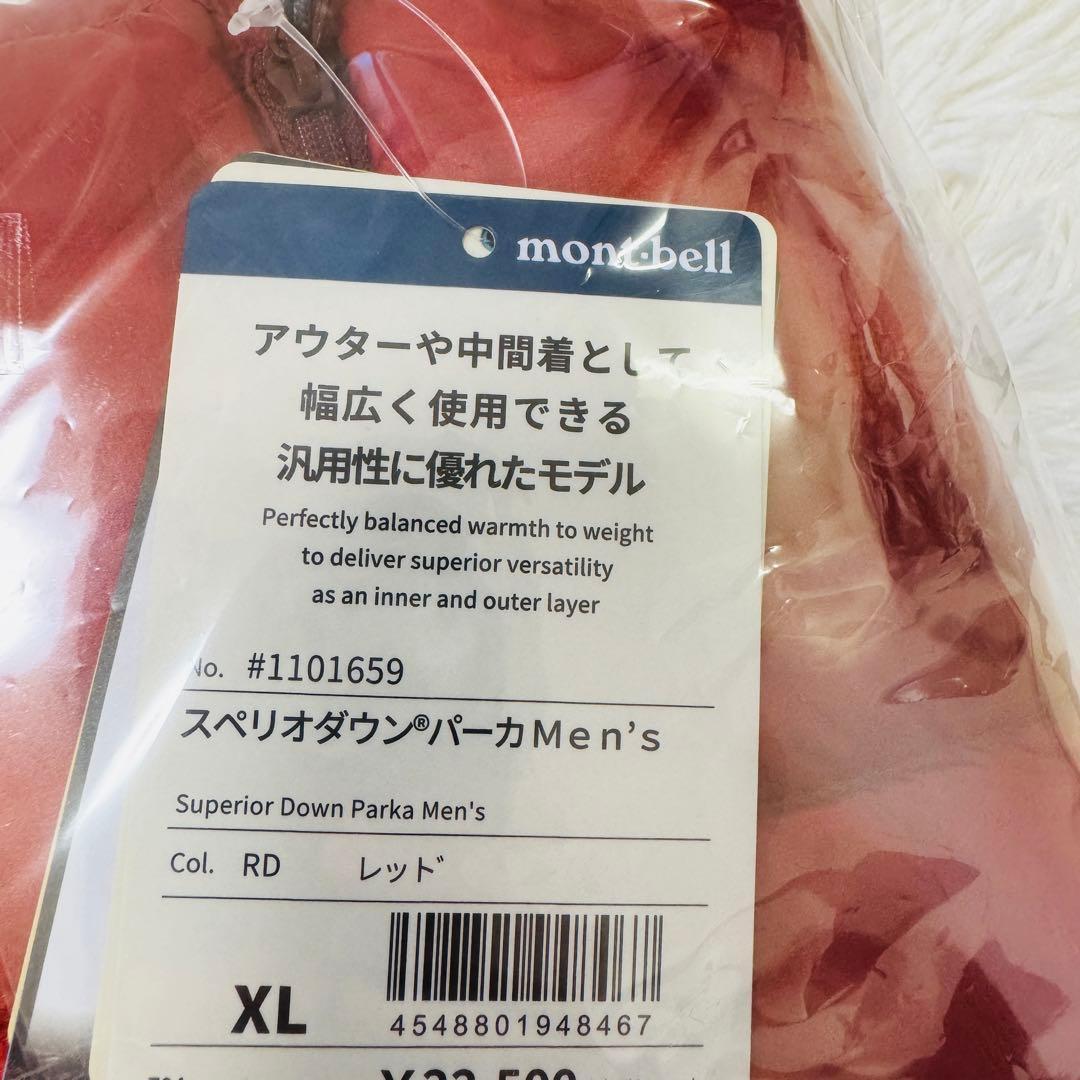 mont·bell
アウターや中間着として
幅広く使用できる
汎用性に優れたモデル
Perfectly balanced warmth to weight
to deliver superior versatility
as an inner and outer layer
No. #1101659
スペリオダウン®パーカMen's
Superior Down Parka Men's
Col. RD レッド
XL
4548801948467